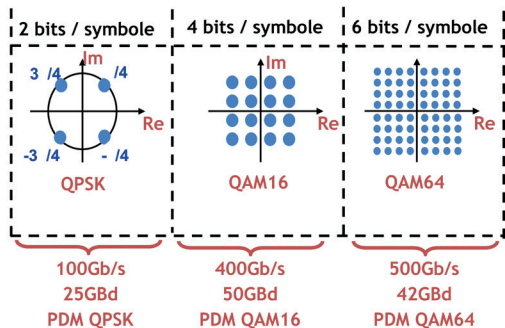 2 bits / symbole
4 bits / symbole
6 bits / symbole
Im
3 /4
/4
Re
-3 /4
- /4
QPSK
Im
Re
QAM16
Im
Re
QAM64
100Gb/s
25GBd
PDM QPSK
400Gb/s
50GBd
PDM QAM16
500Gb/s
42GBd
PDM QAM64